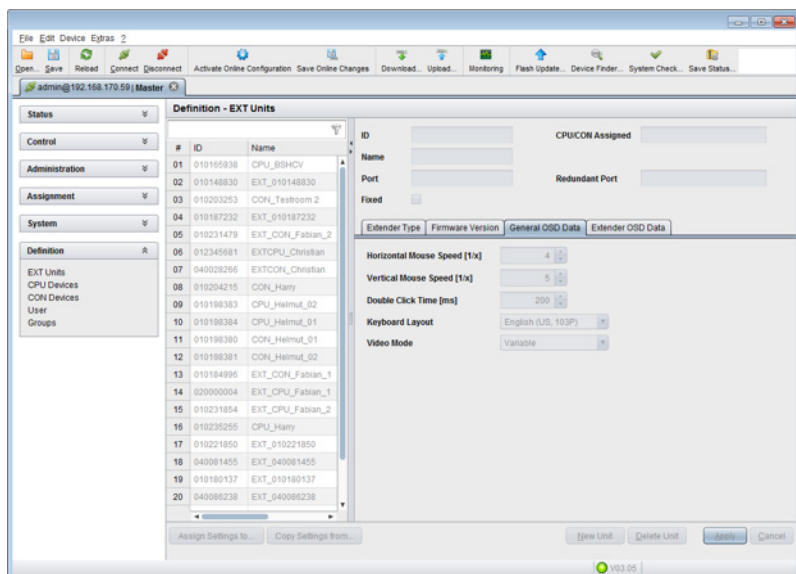 File Edit Device Extras ?
Open... Save Reload Connect Disconnect Activate Online Configuration Save Online Changes Download... Upload... Monitoring Flash Update... Device Finder... System Check... Save Status...
admin@192.168.170.59 | Master
Status
Control
Administration
Assignment
System
Definition
EXT Units
CPU Devices
CON Devices
User
Groups
Definition - EXT Units
# ID Name
01 010165938 CPU_BSHCV
02 010148830 EXT_010148830
03 010203253 CON_Testroom 2
04 010187232 EXT_010187232
05 010231479 EXT_CON_Fabian_2
06 012345681 EXTCPU_Christian
07 040028266 EXTCON_Christian
08 010204215 CON_Harry
09 010198383 CPU_Helmut_02
10 010198384 CPU_Helmut_01
11 010198380 CON_Helmut_01
12 010198381 CON_Helmut_02
13 010184996 EXT_CON_Fabian_1
14 020000004 EXT_CPU_Fabian_1
15 010231854 EXT_CPU_Fabian_2
16 010235255 CPU_Harry
17 010221850 EXT_010221850
18 040081455 EXT_040081455
19 010180137 EXT_010180137
20 040086238 EXT_040086238
ID CPU/CON Assigned
Name
Port Redundant Port
Fixed
Extender Type Firmware Version General OSD Data Extender OSD Data
Horizontal Mouse Speed [1/x] 4
Vertical Mouse Speed [1/x] 5
Double Click Time [ms] 200
Keyboard Layout English (US, 103P)
Video Mode Variable
Assign Settings to... Copy Settings from... New Unit Delete Unit Apply Cancel
V03.05